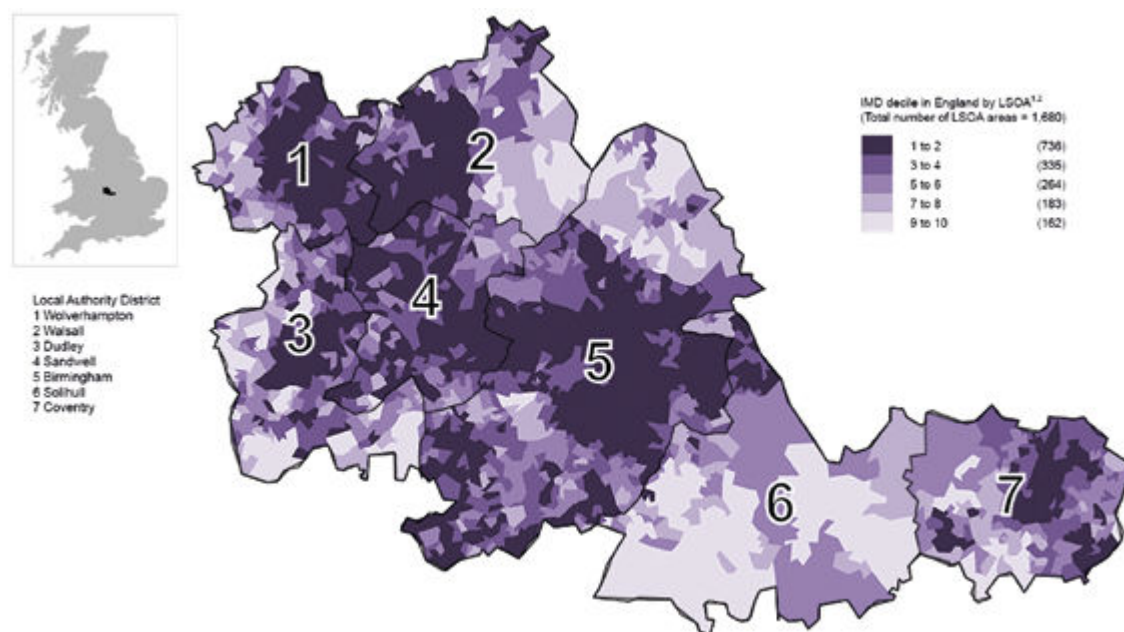 IMD decile in England by LSOA1,2
(Total number of LSOA areas = 1,680)
1 to 2 (736)
3 to 4 (335)
5 to 6 (264)
7 to 8 (183)
9 to 10 (162)
Local Authority District
1 Wolverhampton
2 Walsall
3 Dudley
4 Sandwell
5 Birmingham
6 Solihull
7 Coventry
1
2
3
4
5
6
7